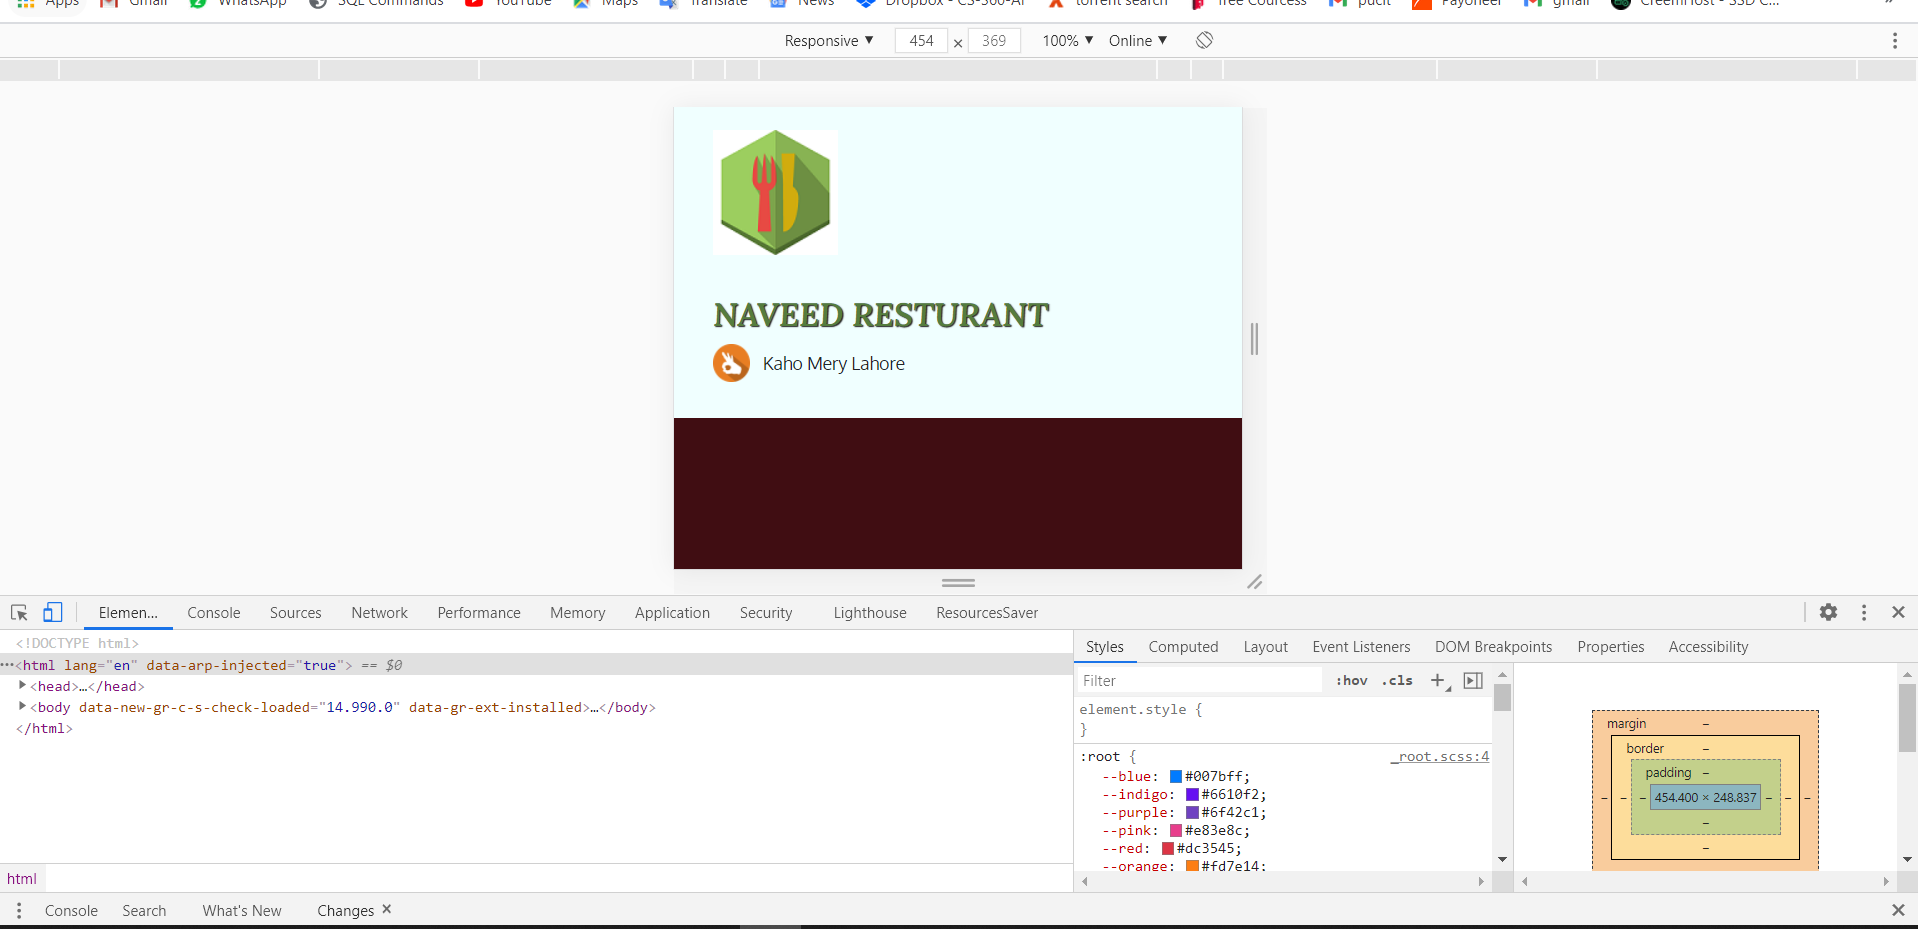 Apps Gmail WhatsApp SQL Commands YouTube Maps Translate News Dropbox - CS-360-AI torrent search free Courcess pucit Payoneer gmail CreemHost - SSD C... »
Responsive ▼ 454 × 369 100% ▼ Online ▼
NAVEED RESTURANT
Kaho Mery Lahore
Elemen... Console Sources Network Performance Memory Application Security Lighthouse ResourcesSaver
<!DOCTYPE html>
···<html lang="en" data-arp-injected="true"> == $0
<head>…</head>
<body data-new-gr-c-s-check-loaded="14.990.0" data-gr-ext-installed>…</body>
</html>
html
Styles Computed Layout Event Listeners DOM Breakpoints Properties Accessibility
Filter :hov .cls +
element.style {
}
:root { _root.scss:4
--blue: #007bff;
--indigo: #6610f2;
--purple: #6f42c1;
--pink: #e83e8c;
--red: #dc3545;
--orange: #fd7e14;
margin –
border –
padding –
– – – 454.400 × 248.837 – – –
–
–
Console Search What's New Changes ×